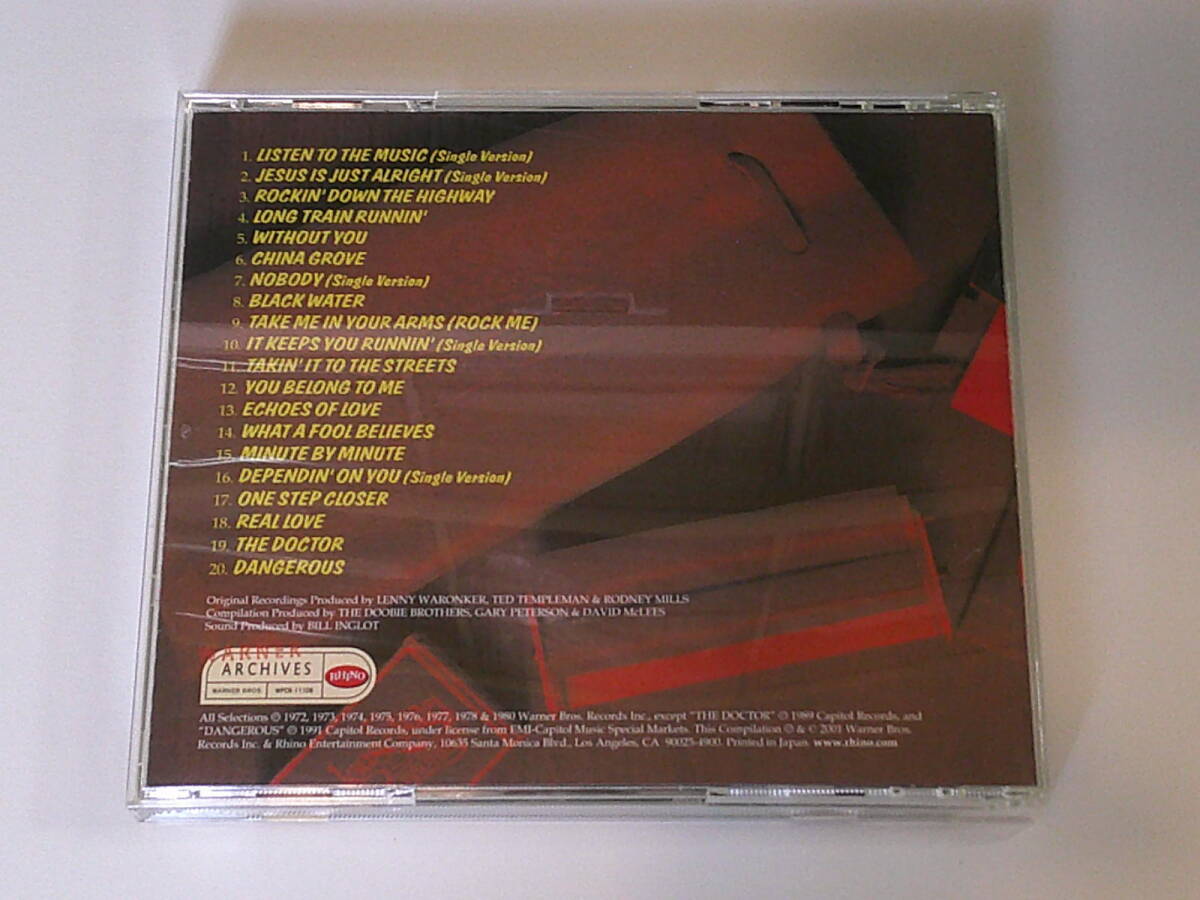 1. LISTEN TO THE MUSIC (Single Version)
2. JESUS IS JUST ALRIGHT (Single Version)
3. ROCKIN' DOWN THE HIGHWAY
4. LONG TRAIN RUNNIN'
5. WITHOUT YOU
6. CHINA GROVE
7. NOBODY (Single Version)
8. BLACK WATER
9. TAKE ME IN YOUR ARMS (ROCK ME)
10. IT KEEPS YOU RUNNIN' (Single Version)
11. TAKIN' IT TO THE STREETS
12. YOU BELONG TO ME
13. ECHOES OF LOVE
14. WHAT A FOOL BELIEVES
15. MINUTE BY MINUTE
16. DEPENDIN' ON YOU (Single Version)
17. ONE STEP CLOSER
18. REAL LOVE
19. THE DOCTOR
20. DANGEROUS
Original Recordings Produced by LENNY WARONKER, TED TEMPLEMAN & RODNEY MILLS
Compilation Produced by THE DOOBIE BROTHERS, GARY PETERSON & DAVID McLEES
Sound Produced by BILL INGLOT
WARNER
ARCHIVES
RHINO
WARNER BROS.
All Selections ℗ 1972, 1973, 1974, 1975, 1976, 1977, 1978 & 1980 Warner Bros. Records Inc., except "THE DOCTOR" ℗ 1989 Capitol Records, and
"DANGEROUS" ℗ 1991 Capitol Records, under license from EMI-Capitol Music Special Markets. This Compilation ℗ & © 2001 Warner Bros.
Records Inc. & Rhino Entertainment Company, 10635 Santa Monica Blvd., Los Angeles, CA 90025-4900. Printed in Japan. www.rhino.com